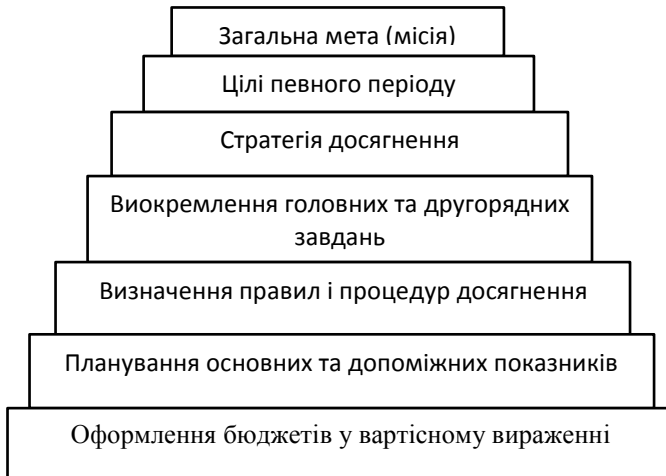 Загальна мета (місія)
Цілі певного періоду
Стратегія досягнення
Виокремлення головних та другорядних
завдань
Визначення правил і процедур досягнення
Планування основних та допоміжних показників
Оформлення бюджетів у вартісному вираженні